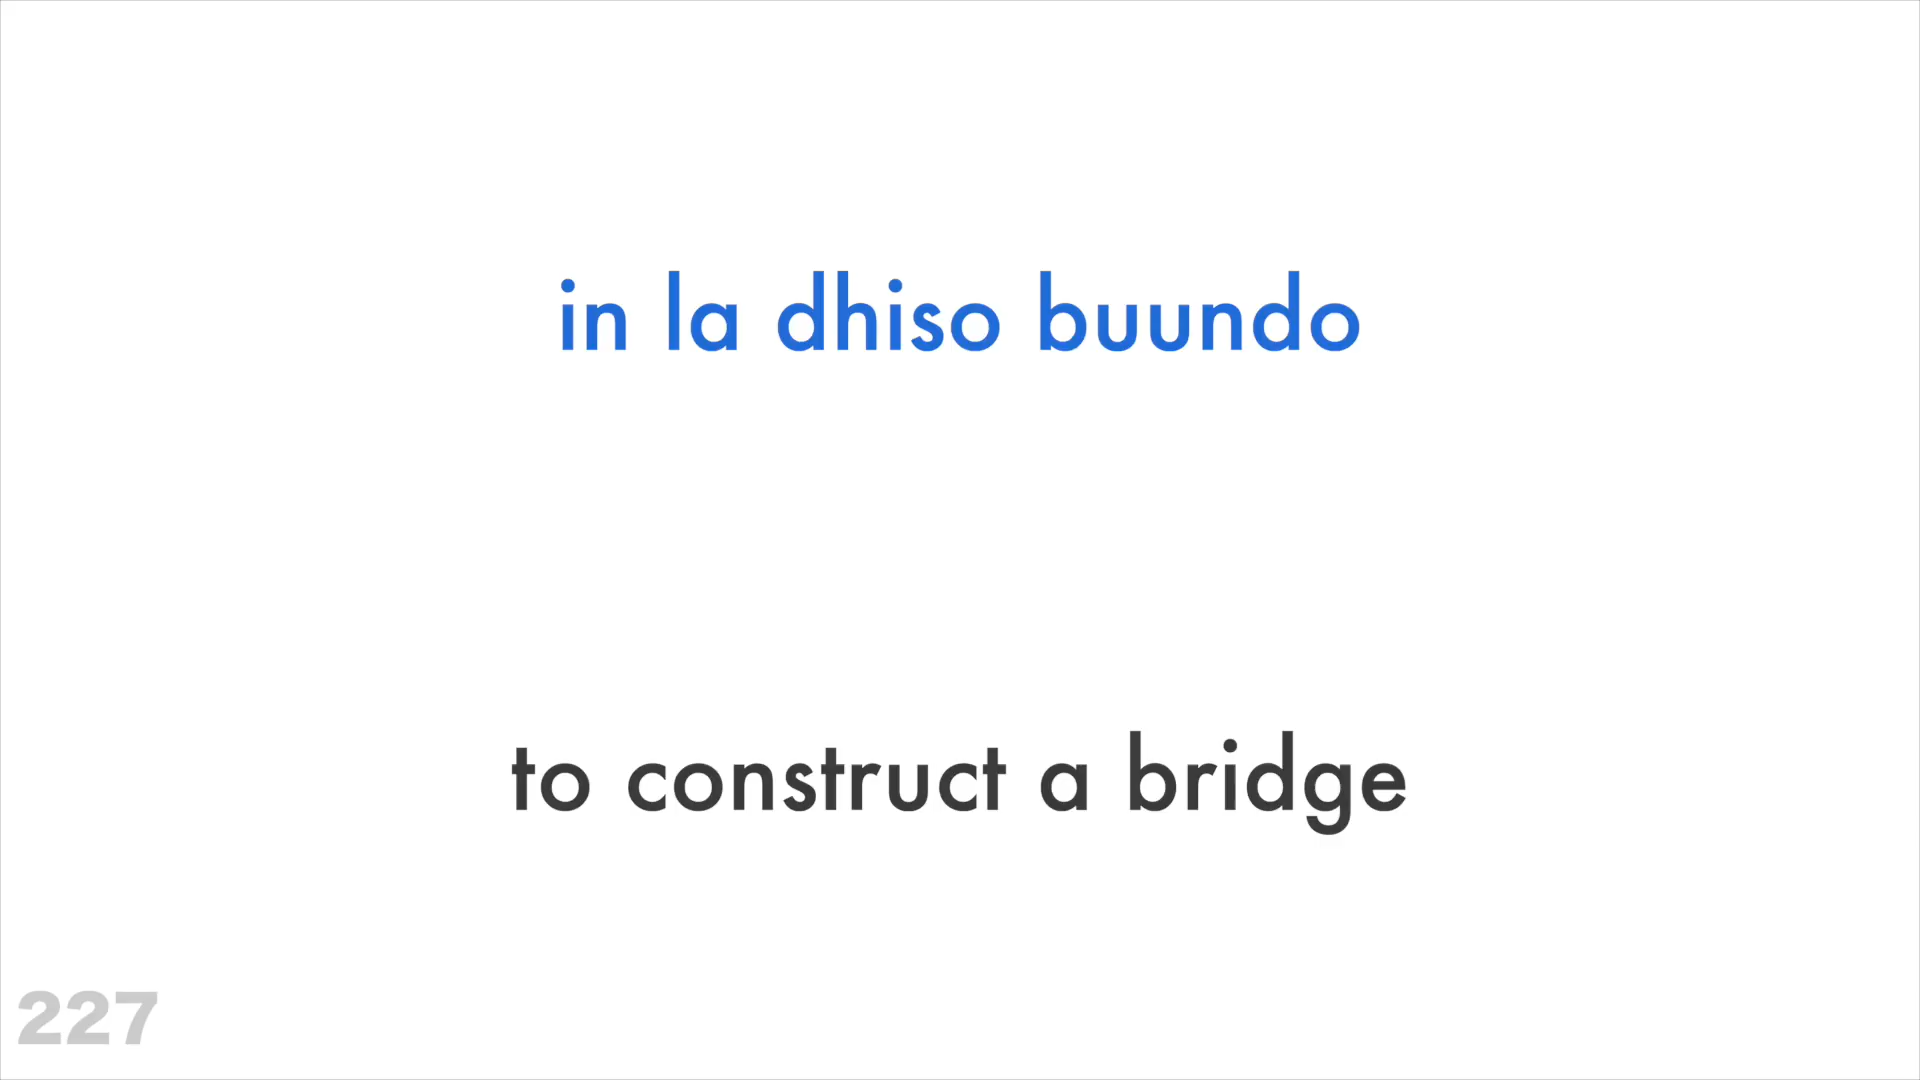 in la dhiso buundo
to construct a bridge
227